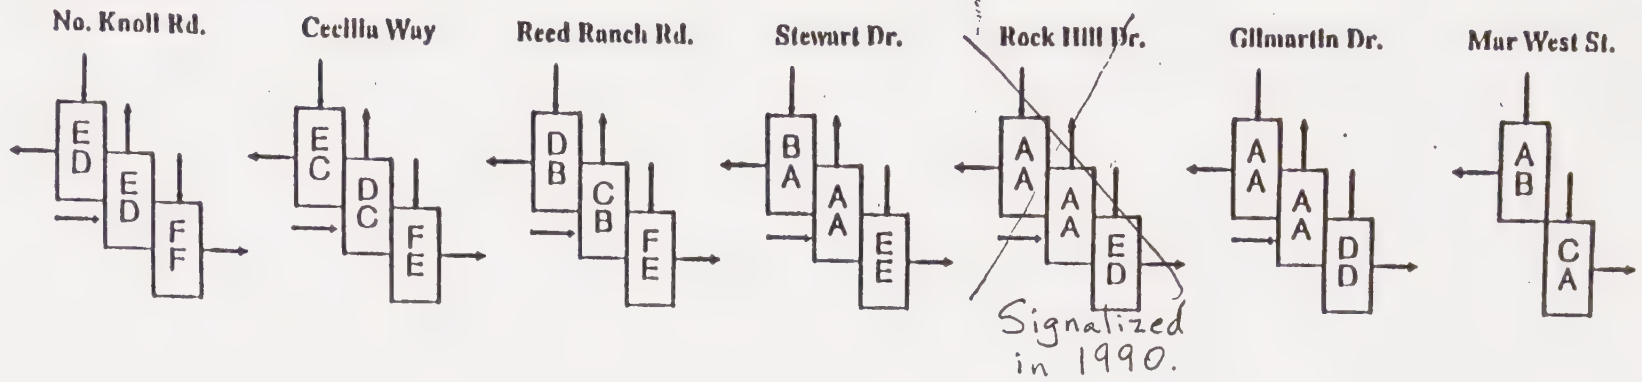 No. Knoll Rd.
E
D
E
D
F
F
Cecilia Way
E
C
D
C
F
E
Reed Ranch Rd.
D
B
C
B
F
E
Stewart Dr.
B
A
A
A
E
E
Rock Hill Dr.
A
A
A
A
E
D
Signalized
in 1990.
Gilmartin Dr.
A
A
A
A
D
D
Mar West St.
A
B
C
A